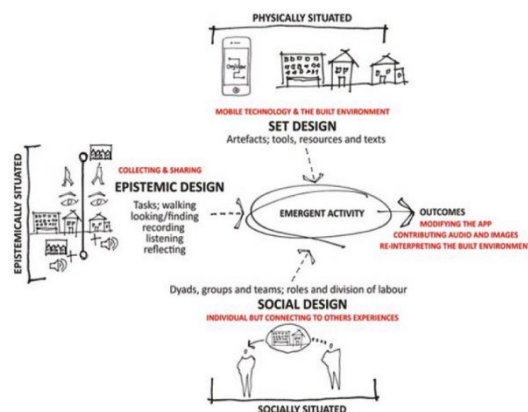 PHYSICALLY SITUATED
MOBILE TECHNOLOGY & THE BUILT ENVIRONMENT
SET DESIGN
Artefacts; tools, resources and texts
EPISTEMICALLY SITUATED
COLLECTING & SHARING
EPISTEMIC DESIGN
Tasks; walking
looking/finding
recording
listening
reflecting
EMERGENT ACTIVITY
OUTCOMES
MODIFYING THE APP
CONTRIBUTING AUDIO AND IMAGES
RE-INTERPRETING THE BUILT ENVIRONMENT
Dyads, groups and teams; roles and division of labour
SOCIAL DESIGN
INDIVIDUAL BUT CONNECTING TO OTHERS EXPERIENCES
SOCIALLY SITUATED